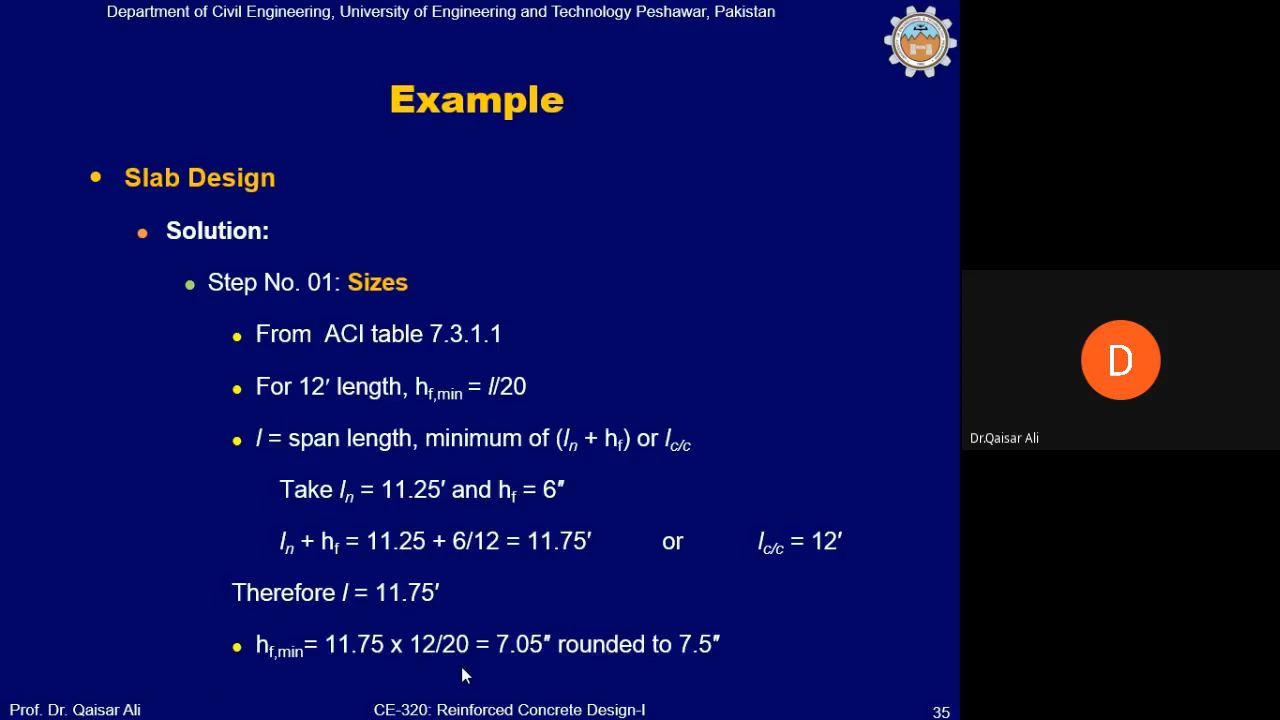 Department of Civil Engineering, University of Engineering and Technology Peshawar, Pakistan
Example
• Slab Design
• Solution:
• Step No. 01: Sizes
• From ACI table 7.3.1.1
• For 12′ length, hf,min = l/20
• l = span length, minimum of (ln + hf) or lc/c
Take ln = 11.25′ and hf = 6″
ln + hf = 11.25 + 6/12 = 11.75′ or lc/c = 12′
Therefore l = 11.75′
• hf,min= 11.75 x 12/20 = 7.05″ rounded to 7.5″
Prof. Dr. Qaisar Ali CE-320: Reinforced Concrete Design-I 35
D
Dr.Qaisar Ali